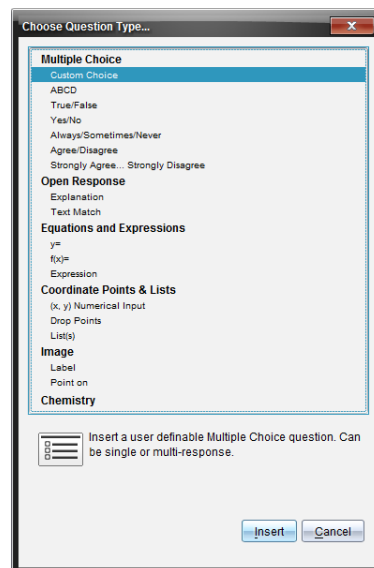 Choose Question Type...
Multiple Choice
Custom Choice
ABCD
True/False
Yes/No
Always/Sometimes/Never
Agree/Disagree
Strongly Agree... Strongly Disagree
Open Response
Explanation
Text Match
Equations and Expressions
y=
f(x)=
Expression
Coordinate Points & Lists
(x, y) Numerical Input
Drop Points
List(s)
Image
Label
Point on
Chemistry
Insert a user definable Multiple Choice question. Can
be single or multi-response.
Insert Cancel